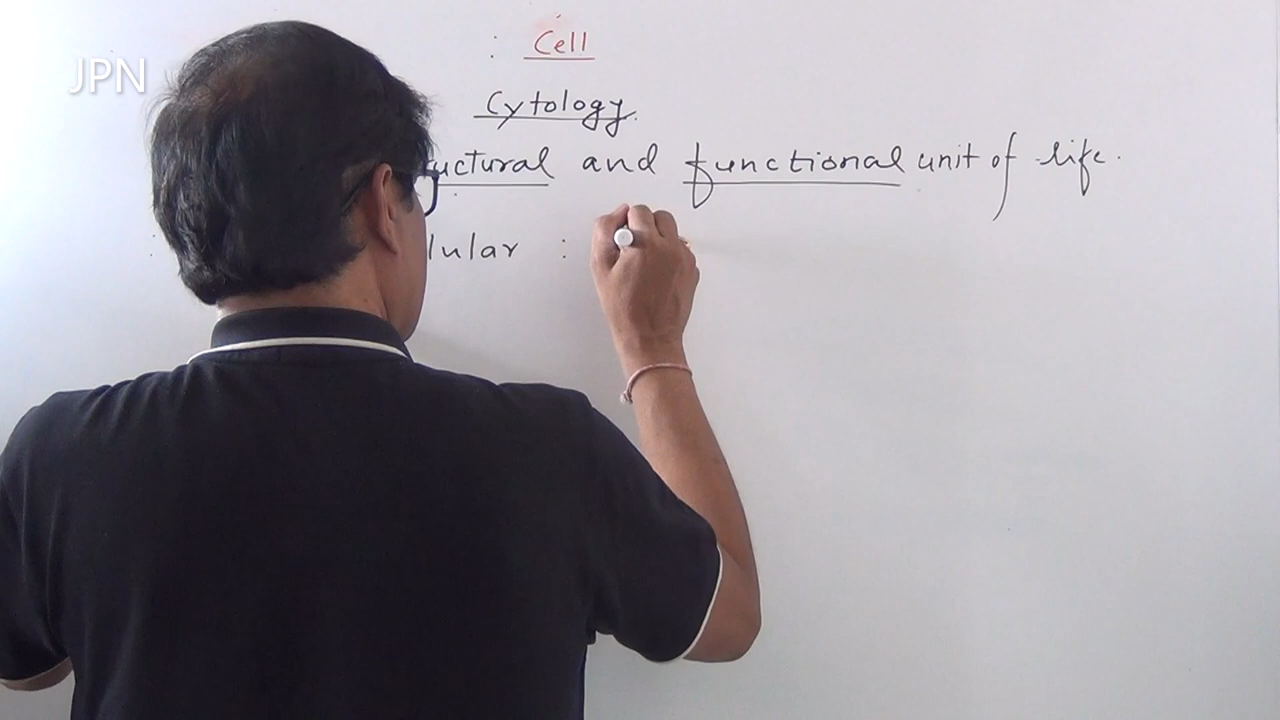 JPN
: Cell
Cytology.
uctural and functional unit of life.
lular :